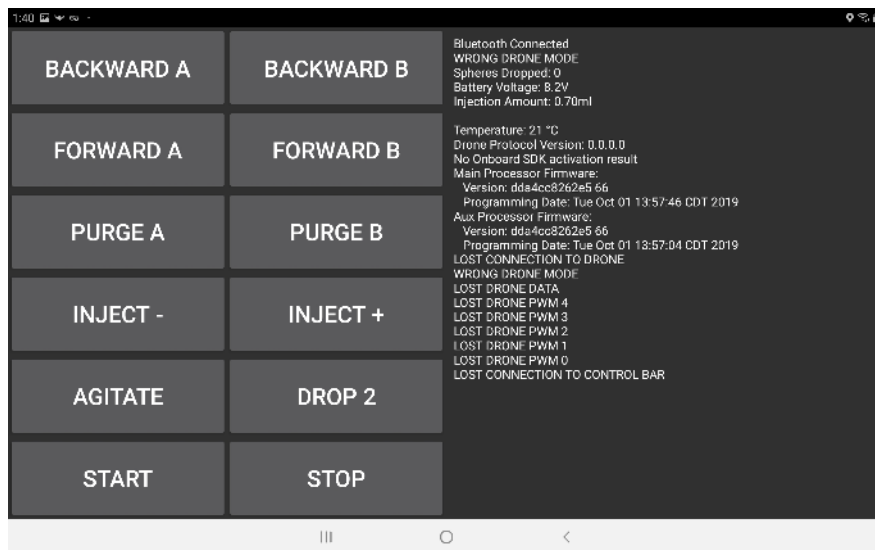 1:40
BACKWARD A
BACKWARD B
FORWARD A
FORWARD B
PURGE A
PURGE B
INJECT -
INJECT +
AGITATE
DROP 2
START
STOP
Bluetooth Connected
WRONG DRONE MODE
Spheres Dropped: 0
Battery Voltage: 8.2V
Injection Amount: 0.70ml
Temperature: 21 °C
Drone Protocol Version: 0.0.0.0
No Onboard SDK activation result
Main Processor Firmware:
Version: dda4cc8262e5 66
Programming Date: Tue Oct 01 13:57:46 CDT 2019
Aux Processor Firmware:
Version: dda4cc8262e5 66
Programming Date: Tue Oct 01 13:57:04 CDT 2019
LOST CONNECTION TO DRONE
WRONG DRONE MODE
LOST DRONE DATA
LOST DRONE PWM 4
LOST DRONE PWM 3
LOST DRONE PWM 2
LOST DRONE PWM 1
LOST DRONE PWM 0
LOST CONNECTION TO CONTROL BAR